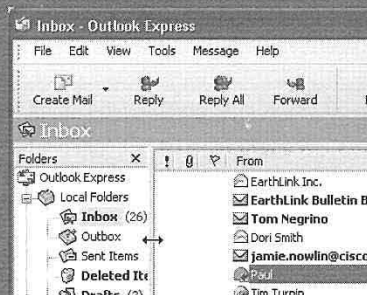 Inbox - Outlook Express
File Edit View Tools Message Help
Create Mail Reply Reply All Forward
Inbox
Folders × ! From
Outlook Express
Local Folders
Inbox (26)
Outbox
Sent Items
Deleted Ite
Drafts (2)
EarthLink Inc.
EarthLink Bulletin B
Tom Negrino
Dori Smith
jamie.nowlin@cisco
Paul
Tim Turpin